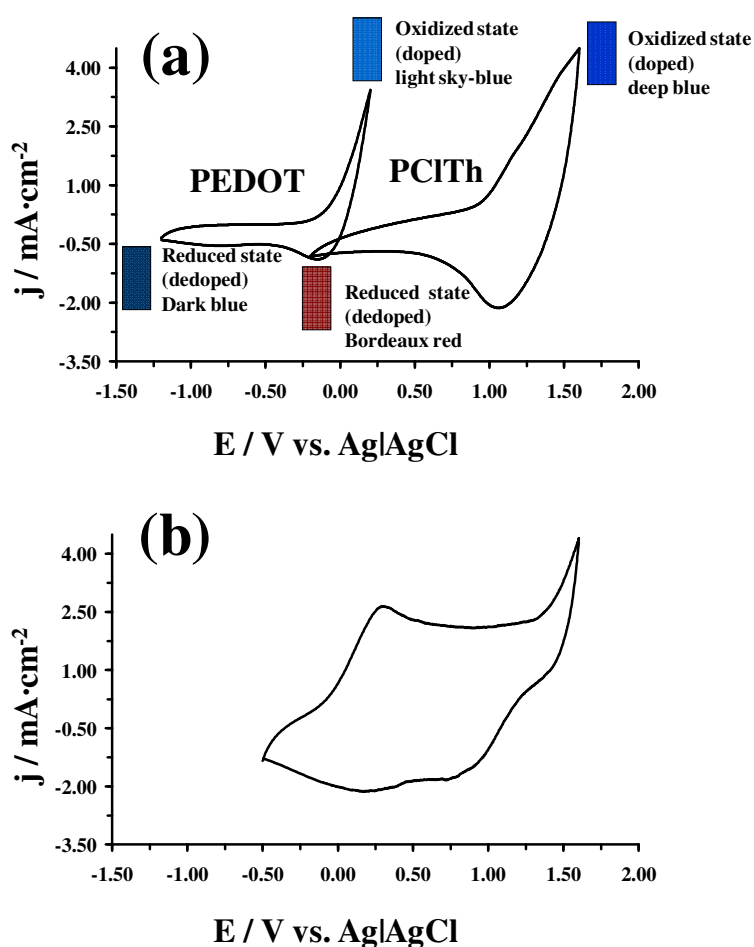 (a)
Oxidized state
(doped)
light sky-blue
Oxidized state
(doped)
deep blue
PEDOT
PClTh
Reduced state
(dedoped)
Dark blue
Reduced state
(dedoped)
Bordeaux red
j / mA·cm-2
4.00
2.50
1.00
-0.50
-2.00
-3.50
-1.50 -1.00 -0.50 0.00 0.50 1.00 1.50 2.00
E / V vs. Ag|AgCl
(b)
j / mA·cm-2
4.00
2.50
1.00
-0.50
-2.00
-3.50
-1.50 -1.00 -0.50 0.00 0.50 1.00 1.50 2.00
E / V vs. Ag|AgCl